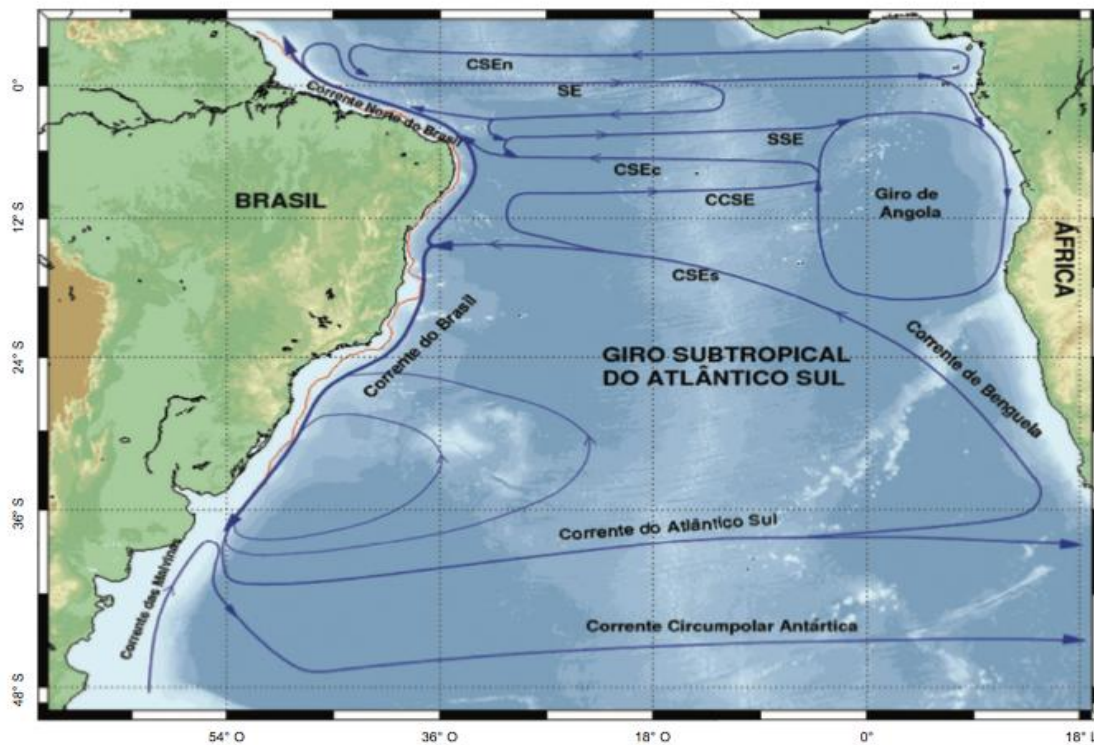 CSEn
0°
SE
Corrente Norte do Brasil
SSE
CSEc
BRASIL
CCSE
Giro de
Angola
12°S
ÁFRICA
CSEs
Corrente do Brasil
Corrente de Benguela
24°S
GIRO SUBTROPICAL
DO ATLÂNTICO SUL
36°S
Corrente do Atlântico Sul
Corrente das Malvinas
Corrente Circumpolar Antártica
48°S
54° O
36° O
18° O
0°
18° L